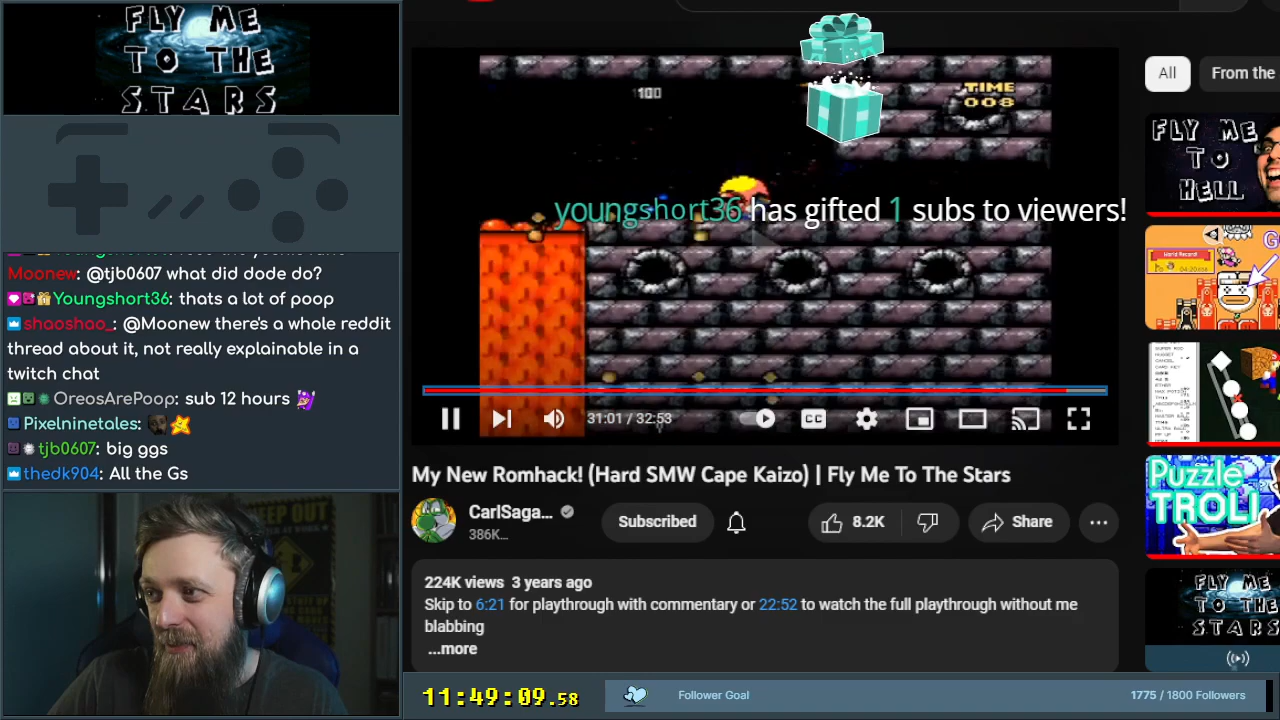 FLY ME
TO THE
STARS
Moonew: @tjb0607 what did dode do?
Youngshort36: thats a lot of poop
shaoshao_: @Moonew there's a whole reddit
thread about it, not really explainable in a
twitch chat
OreosArePoop: sub 12 hours
Pixelninetales:
tjb0607: big ggs
thedk904: All the Gs
100
TIME
008
youngshort36 has gifted 1 subs to viewers!
31:01 / 32:53
CC
My New Romhack! (Hard SMW Cape Kaizo) | Fly Me To The Stars
CarlSaga...
386K...
Subscribed
8.2K
Share
224K views 3 years ago
Skip to 6:21 for playthrough with commentary or 22:52 to watch the full playthrough without me
blabbing
...more
All
From the
FLY ME
TO
HELL
World Record
Puzzle
TROLL
FLY ME
TO THE
STARS
KEEP OUT
11:49:09.58
Follower Goal
1775 / 1800 Followers